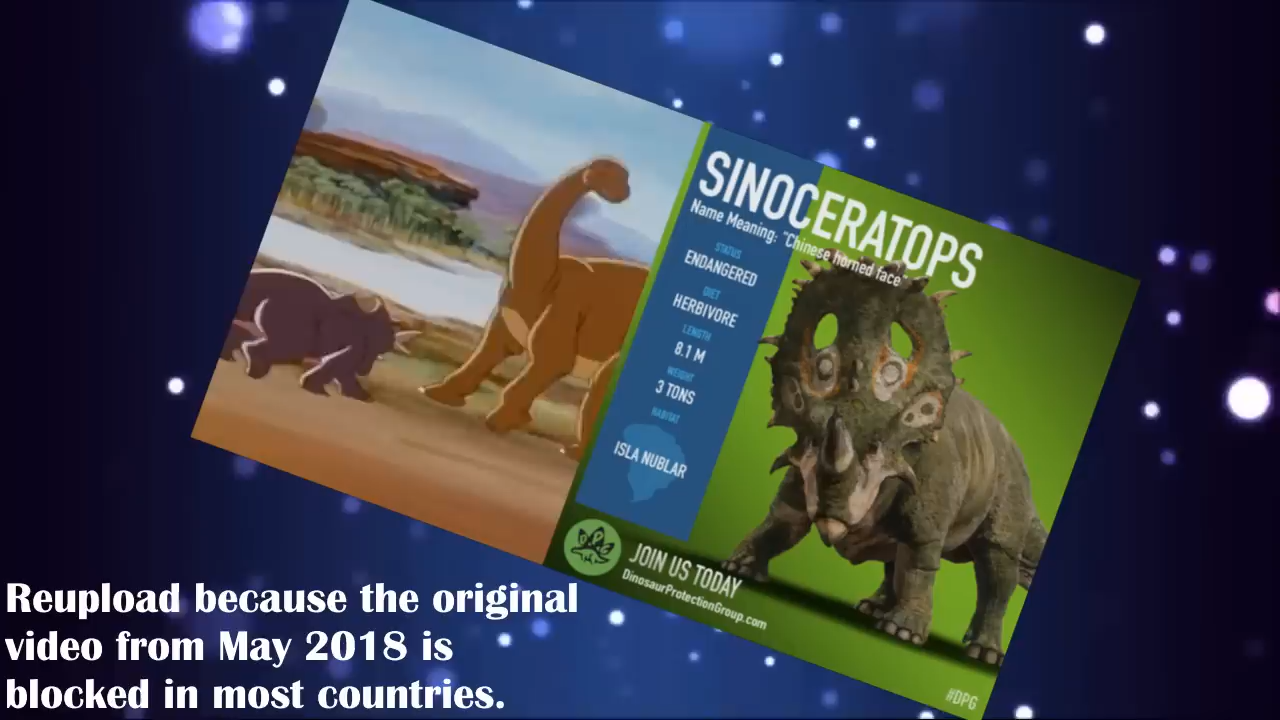 SINOCERATOPS
Name Meaning: "Chinese horned face"
STATUS
ENDANGERED
DIET
HERBIVORE
LENGTH
8.1 M
WEIGHT
3 TONS
HABITAT
ISLA NUBLAR
DPG
JOIN US TODAY
DinosaurProtectionGroup.com
#DPG
Reupload because the original
video from May 2018 is
blocked in most countries.